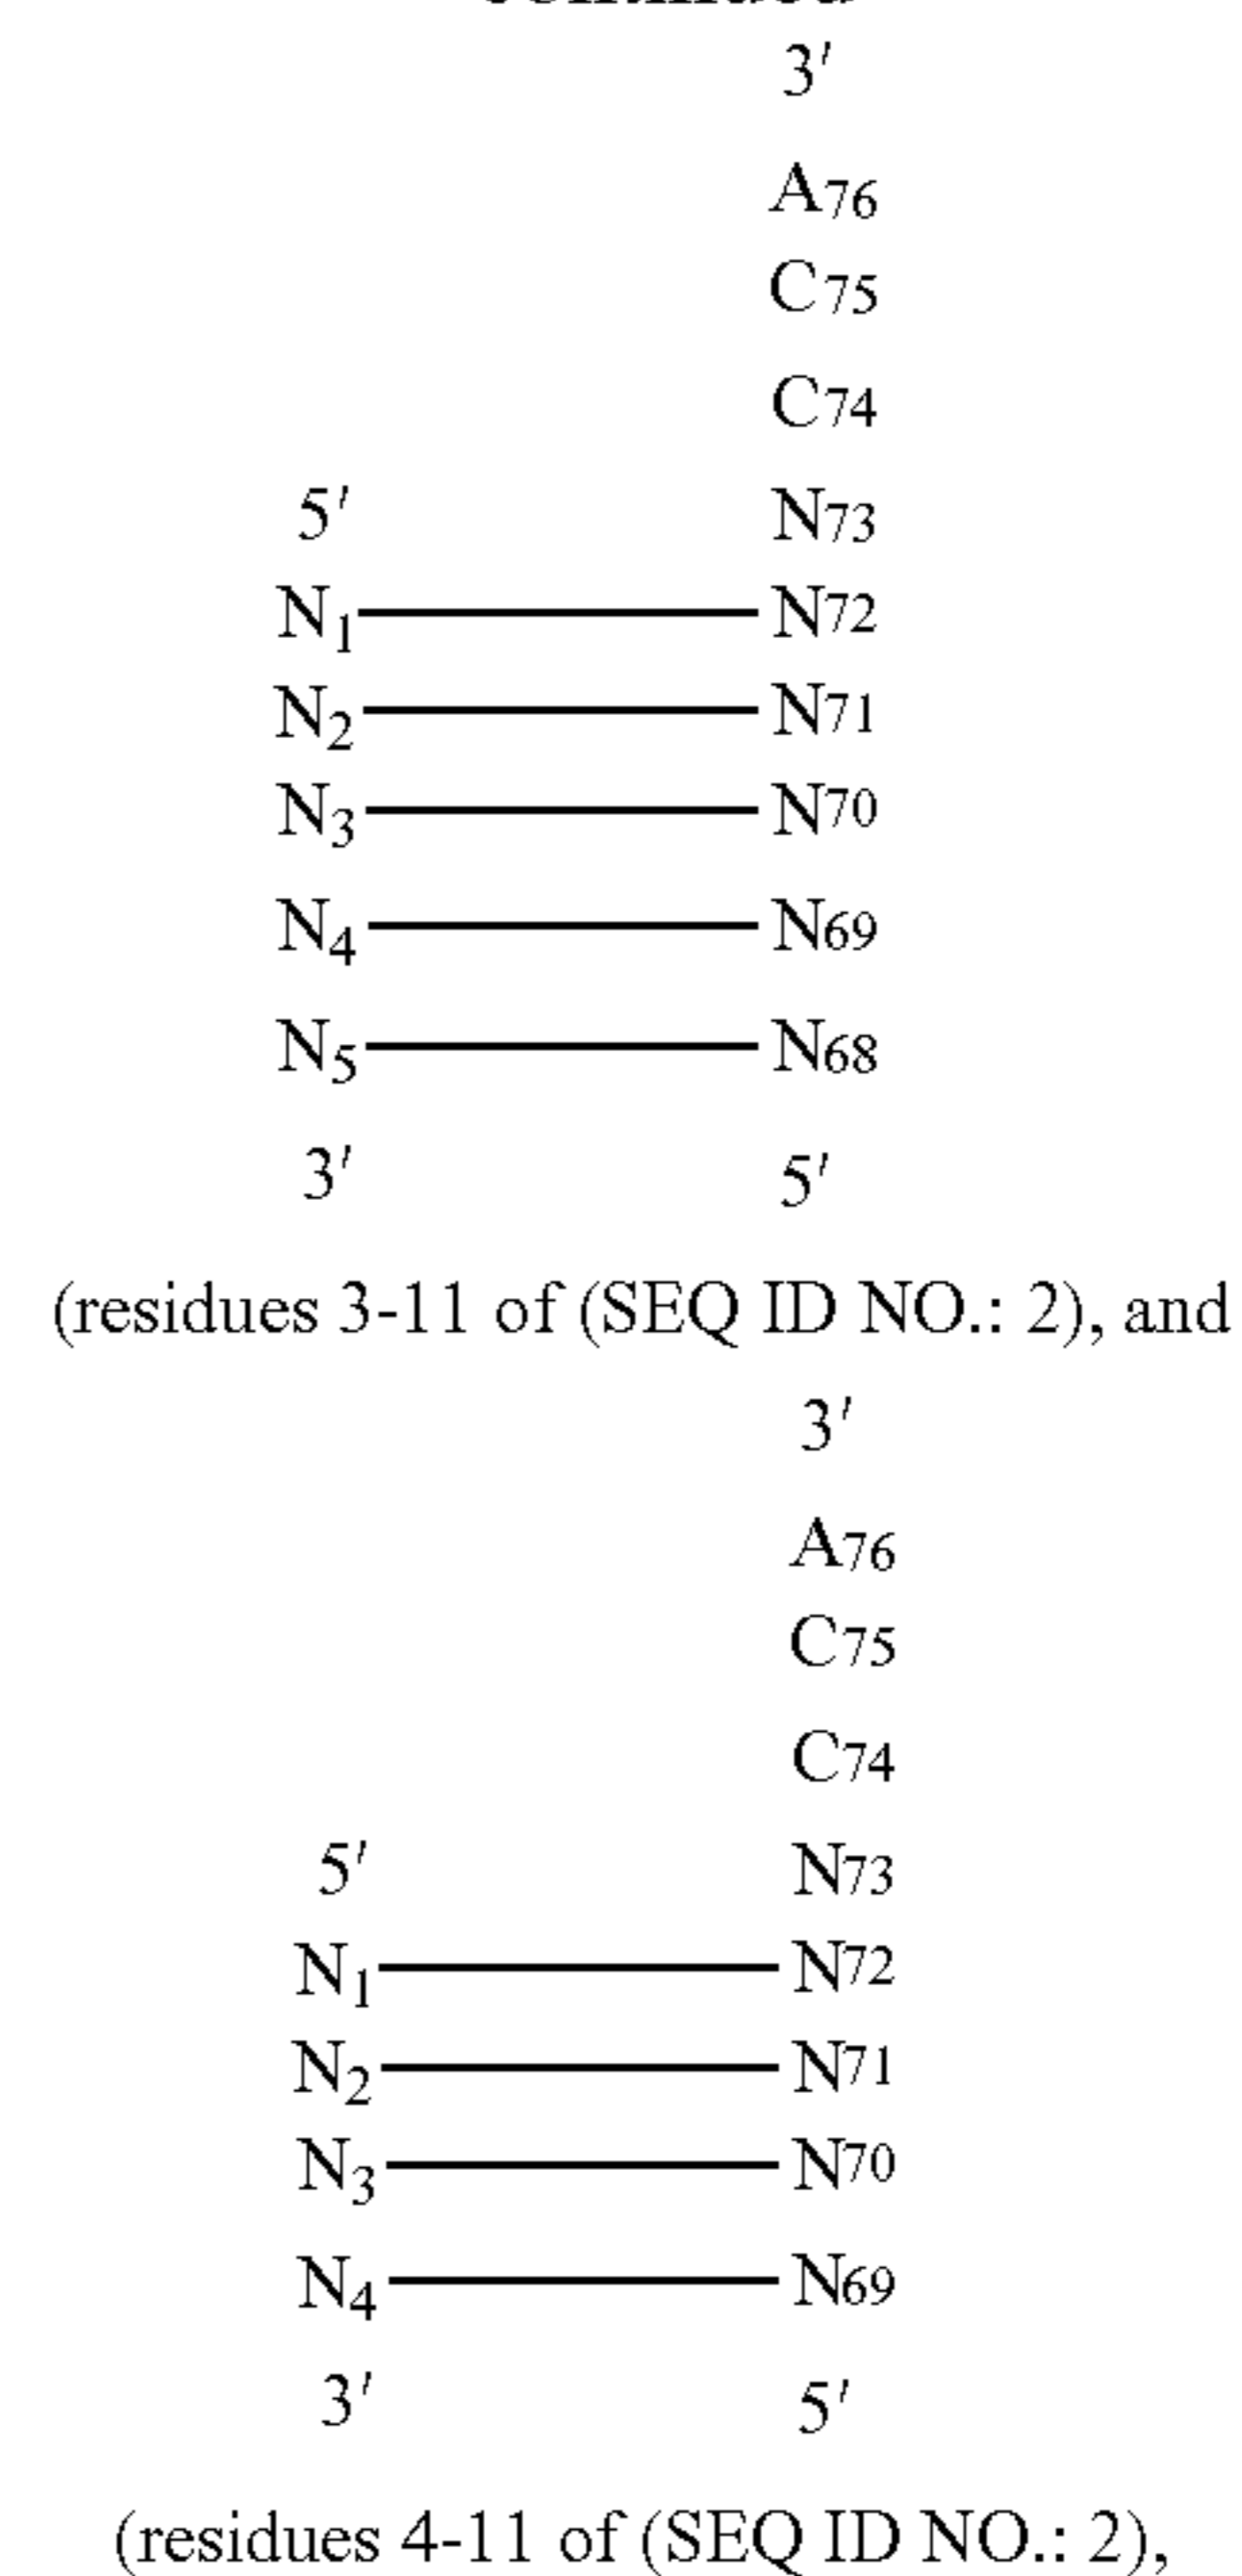 3′
A76
C75
C74
5′ N73
N1 N72
N2 N71
N3 N70
N4 N69
N5 N68
3′ 5′
(residues 3-11 of (SEQ ID NO.: 2), and
3′
A76
C75
C74
5′ N73
N1 N72
N2 N71
N3 N70
N4 N69
3′ 5′
(residues 4-11 of (SEQ ID NO.: 2),